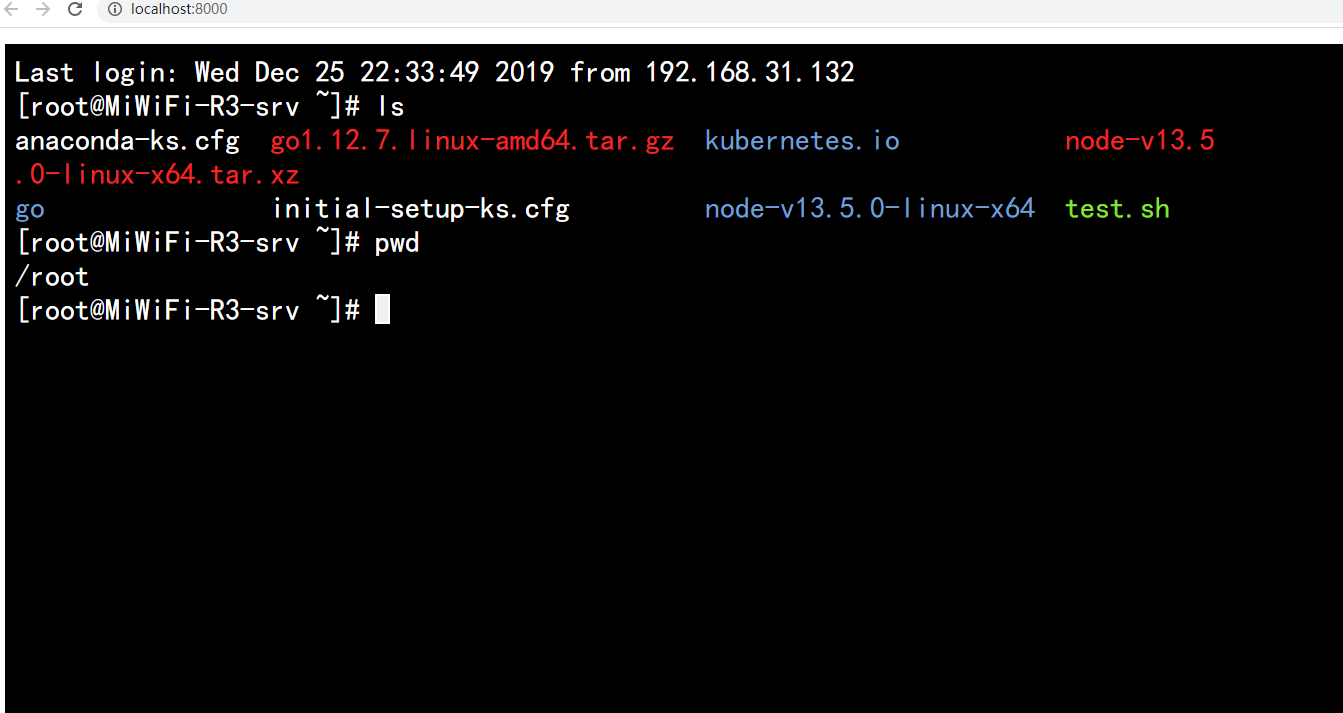 localhost:8000
Last login: Wed Dec 25 22:33:49 2019 from 192.168.31.132
[root@MiWiFi-R3-srv ~]# ls
anaconda-ks.cfg  go1.12.7.linux-amd64.tar.gz  kubernetes.io           node-v13.5
.0-linux-x64.tar.xz
go               initial-setup-ks.cfg         node-v13.5.0-linux-x64  test.sh
[root@MiWiFi-R3-srv ~]# pwd
/root
[root@MiWiFi-R3-srv ~]#